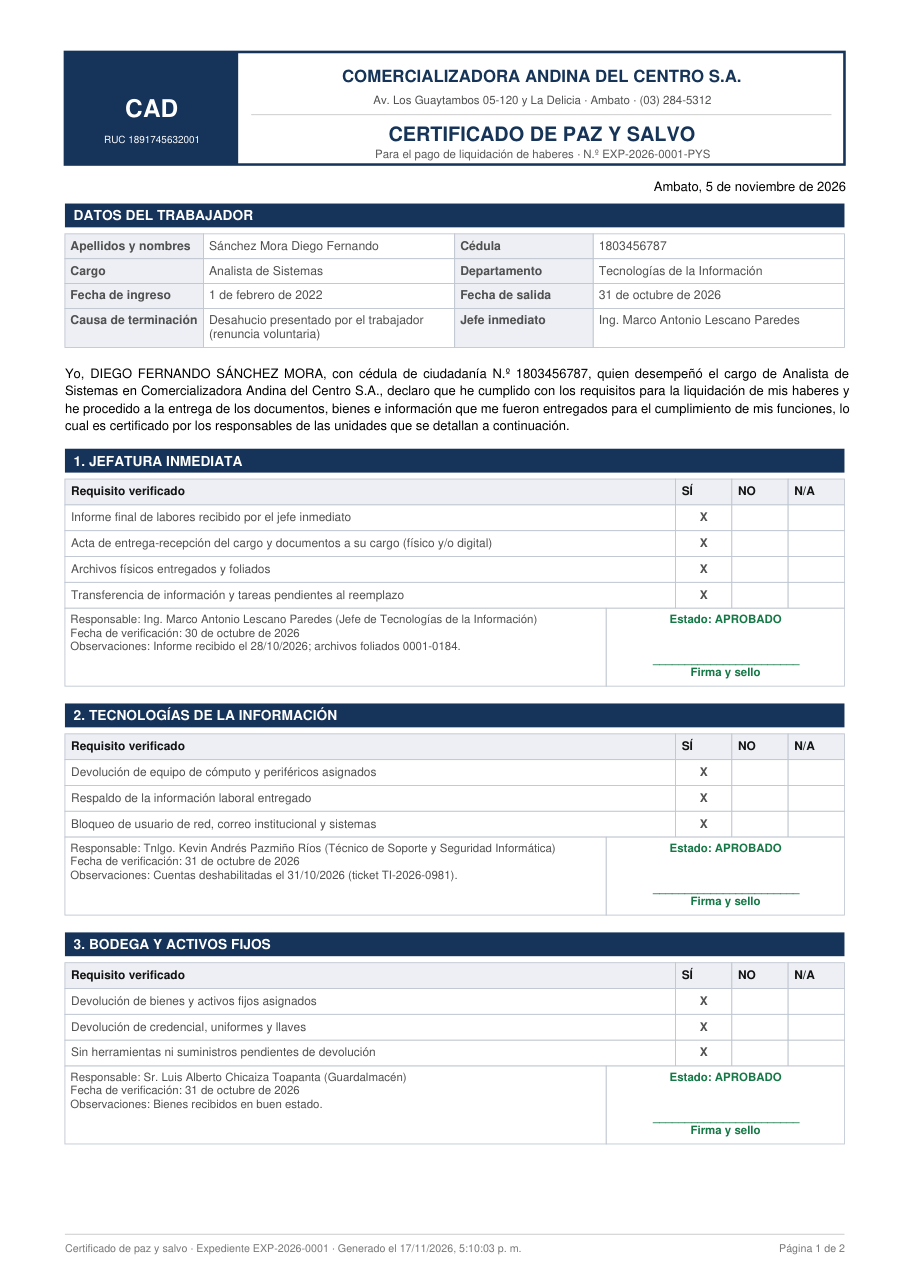 CAD
RUC 1891745632001
COMERCIALIZADORA ANDINA DEL CENTRO S.A.
Av. Los Guaytambos 05-120 y La Delicia · Ambato · (03) 284-5312
CERTIFICADO DE PAZ Y SALVO
Para el pago de liquidación de haberes · N.º EXP-2026-0001-PYS
Ambato, 5 de noviembre de 2026
DATOS DEL TRABAJADOR
Apellidos y nombres Sánchez Mora Diego Fernando Cédula 1803456787
Cargo Analista de Sistemas Departamento Tecnologías de la Información
Fecha de ingreso 1 de febrero de 2022 Fecha de salida 31 de octubre de 2026
Causa de terminación Desahucio presentado por el trabajador Jefe inmediato Ing. Marco Antonio Lescano Paredes
(renuncia voluntaria)
Yo, DIEGO FERNANDO SÁNCHEZ MORA, con cédula de ciudadanía N.º 1803456787, quien desempeñó el cargo de Analista de
Sistemas en Comercializadora Andina del Centro S.A., declaro que he cumplido con los requisitos para la liquidación de mis haberes y
he procedido a la entrega de los documentos, bienes e información que me fueron entregados para el cumplimiento de mis funciones, lo
cual es certificado por los responsables de las unidades que se detallan a continuación.
1. JEFATURA INMEDIATA
Requisito verificado SÍ NO N/A
Informe final de labores recibido por el jefe inmediato X
Acta de entrega-recepción del cargo y documentos a su cargo (físico y/o digital) X
Archivos físicos entregados y foliados X
Transferencia de información y tareas pendientes al reemplazo X
Responsable: Ing. Marco Antonio Lescano Paredes (Jefe de Tecnologías de la Información) Estado: APROBADO
Fecha de verificación: 30 de octubre de 2026
Observaciones: Informe recibido el 28/10/2026; archivos foliados 0001-0184.
Firma y sello
2. TECNOLOGÍAS DE LA INFORMACIÓN
Requisito verificado SÍ NO N/A
Devolución de equipo de cómputo y periféricos asignados X
Respaldo de la información laboral entregado X
Bloqueo de usuario de red, correo institucional y sistemas X
Responsable: Tnlgo. Kevin Andrés Pazmiño Ríos (Técnico de Soporte y Seguridad Informática) Estado: APROBADO
Fecha de verificación: 31 de octubre de 2026
Observaciones: Cuentas deshabilitadas el 31/10/2026 (ticket TI-2026-0981).
Firma y sello
3. BODEGA Y ACTIVOS FIJOS
Requisito verificado SÍ NO N/A
Devolución de bienes y activos fijos asignados X
Devolución de credencial, uniformes y llaves X
Sin herramientas ni suministros pendientes de devolución X
Responsable: Sr. Luis Alberto Chicaiza Toapanta (Guardalmacén) Estado: APROBADO
Fecha de verificación: 31 de octubre de 2026
Observaciones: Bienes recibidos en buen estado.
Firma y sello
Certificado de paz y salvo · Expediente EXP-2026-0001 · Generado el 17/11/2026, 5:10:03 p. m. Página 1 de 2